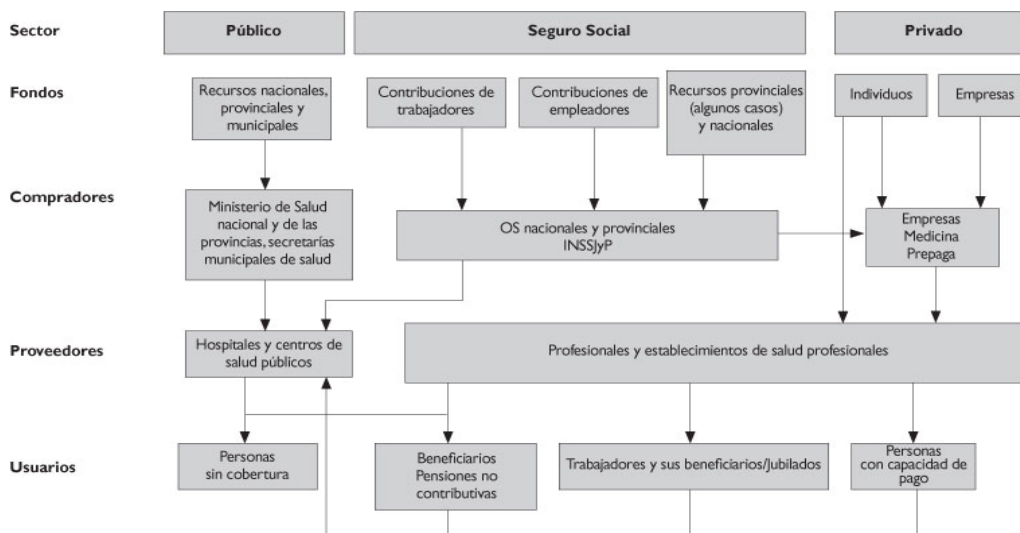 Sector
Público
Seguro Social
Privado
Fondos
Recursos nacionales,
provinciales y
municipales
Contribuciones de
trabajadores
Contribuciones de
empleadores
Recursos provinciales
(algunos casos)
y nacionales
Individuos
Empresas
Compradores
Ministerio de Salud
nacional y de las
provincias, secretarías
municipales de salud
OS nacionales y provinciales
INSSJyP
Empresas
Medicina
Prepaga
Proveedores
Hospitales y centros de
salud públicos
Profesionales y establecimientos de salud profesionales
Usuarios
Personas
sin cobertura
Beneficiarios
Pensiones no
contributivas
Trabajadores y sus beneficiarios/Jubilados
Personas
con capacidad de
pago